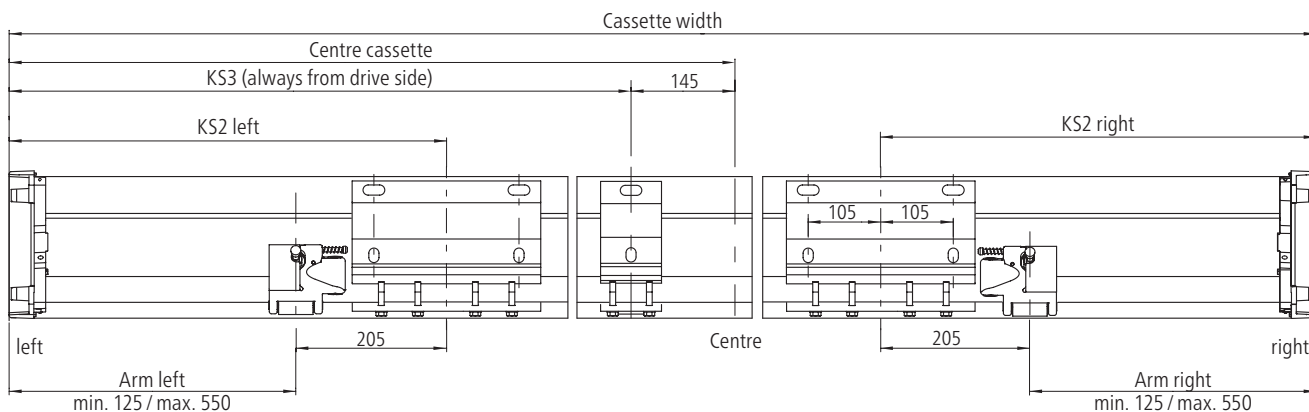 Cassette width
Centre cassette
KS3 (always from drive side)
145
KS2 left
KS2 right
105
105
left
205
Centre
205
right
Arm left
min. 125 / max. 550
Arm right
min. 125 / max. 550